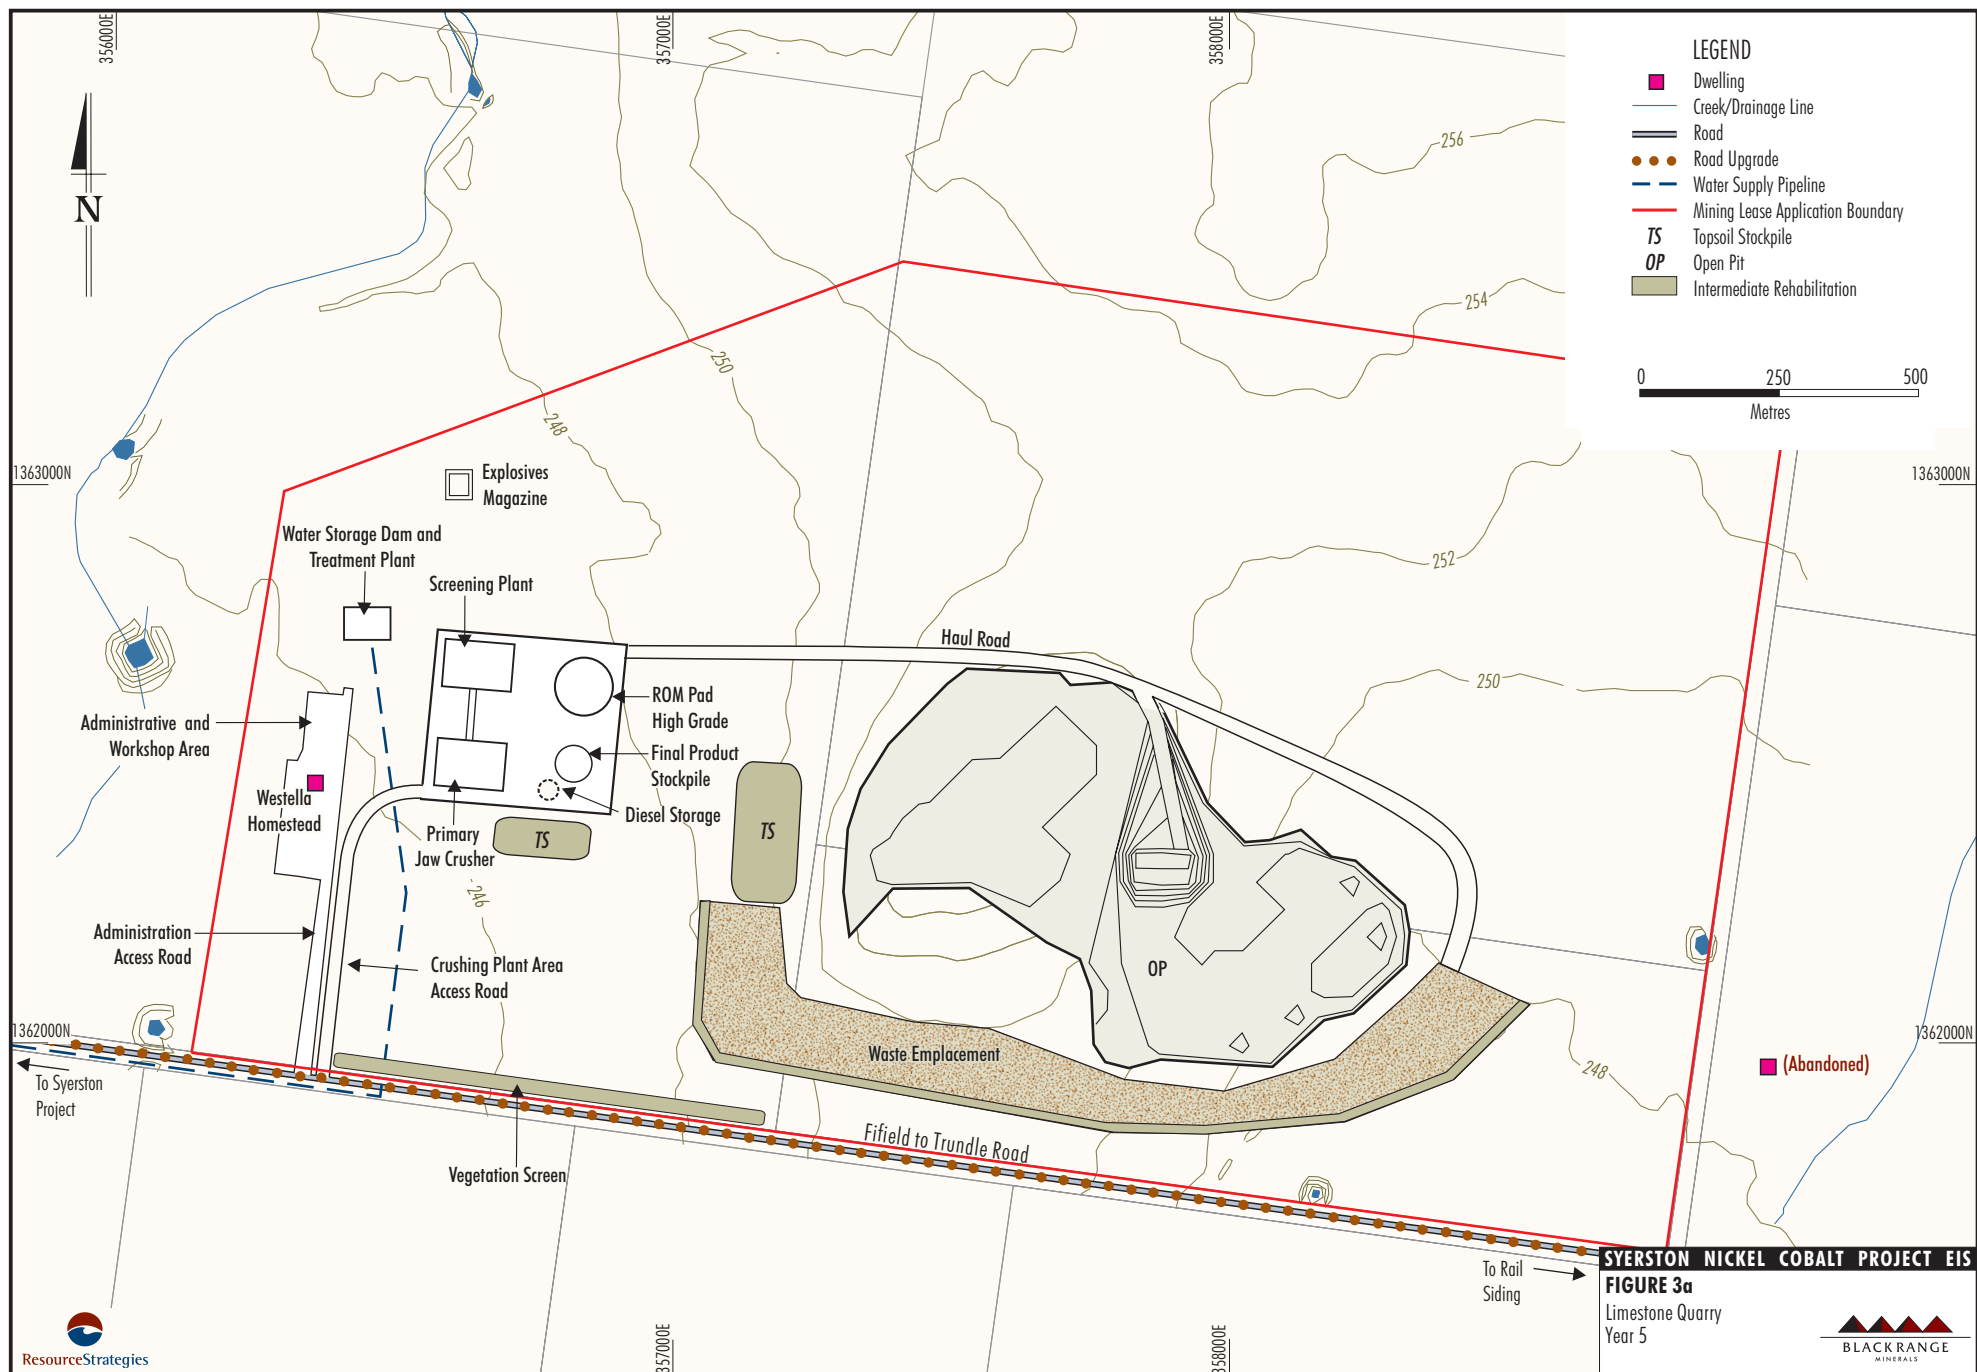 356000E
357000E
358000E
LEGEND
Dwelling
Creek/Drainage Line
Road
Road Upgrade
Water Supply Pipeline
Mining Lease Application Boundary
TS Topsoil Stockpile
OP Open Pit
Intermediate Rehabilitation
0 250 500
Metres
N
256
254
250
248
1363000N
1363000N
Explosives
Magazine
Water Storage Dam and
Treatment Plant
Screening Plant
252
Haul Road
250
ROM Pad
High Grade
Administrative and
Workshop Area
Final Product
Stockpile
Westella
Homestead
Diesel Storage
Primary
Jaw Crusher
TS
TS
246
Administration
Access Road
Crushing Plant Area
Access Road
OP
1362000N
1362000N
Waste Emplacement
248
(Abandoned)
To Syerston
Project
Fifield to Trundle Road
Vegetation Screen
To Rail
Siding
SYERSTON NICKEL COBALT PROJECT EIS
FIGURE 3a
Limestone Quarry
Year 5
BLACK RANGE
MINERALS
ResourceStrategies
357000E
358000E